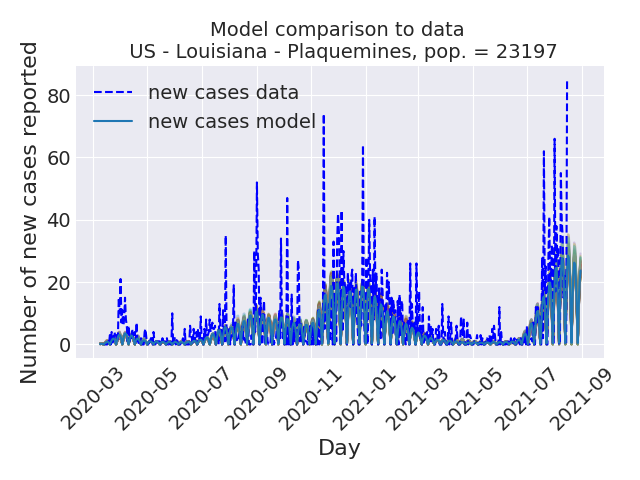 Model comparison to data
US - Louisiana - Plaquemines, pop. = 23197
Number of new cases reported
80
60
40
20
0
new cases data
new cases model
2020-03
2020-05
2020-07
2020-09
2020-11
2021-01
2021-03
2021-05
2021-07
2021-09
Day